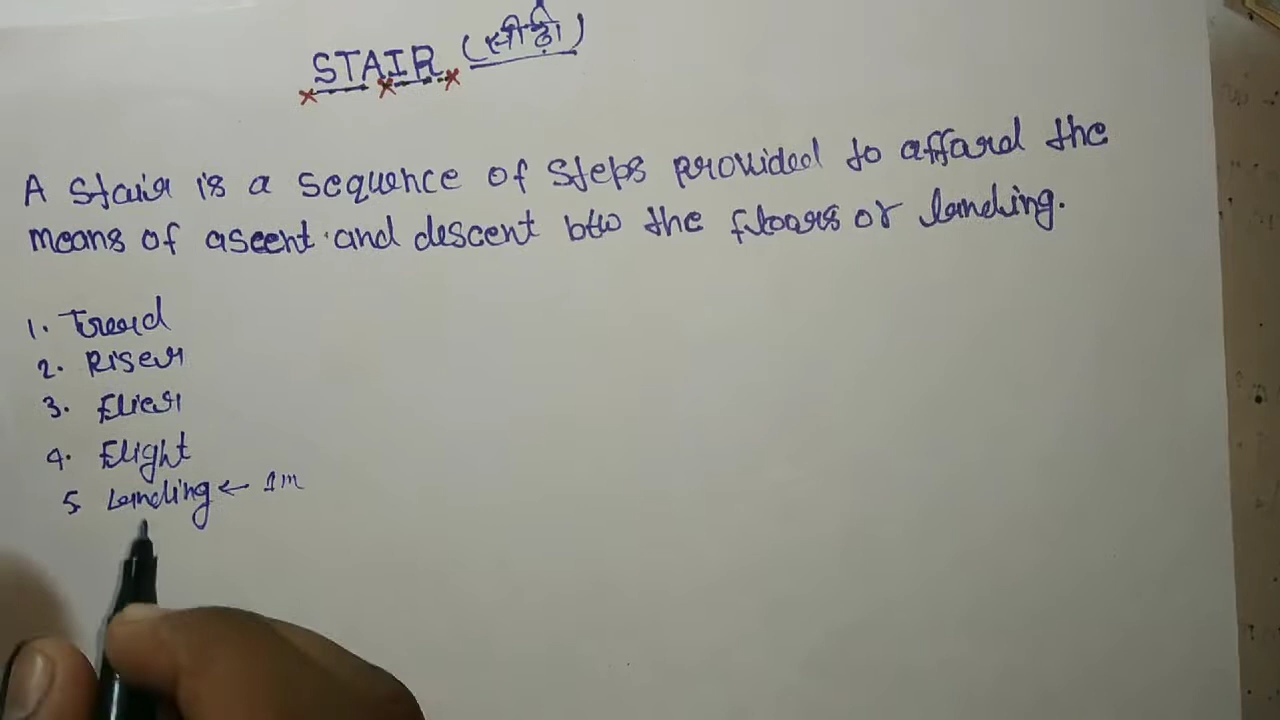 STAIR (सीढ़ी)
A Stair is a sequence of steps provided to afford the
means of ascent and descent btw the floors or landing.
1. Tread
2. Riser
3. Flier
4. Flight
5. Landing ← 1m